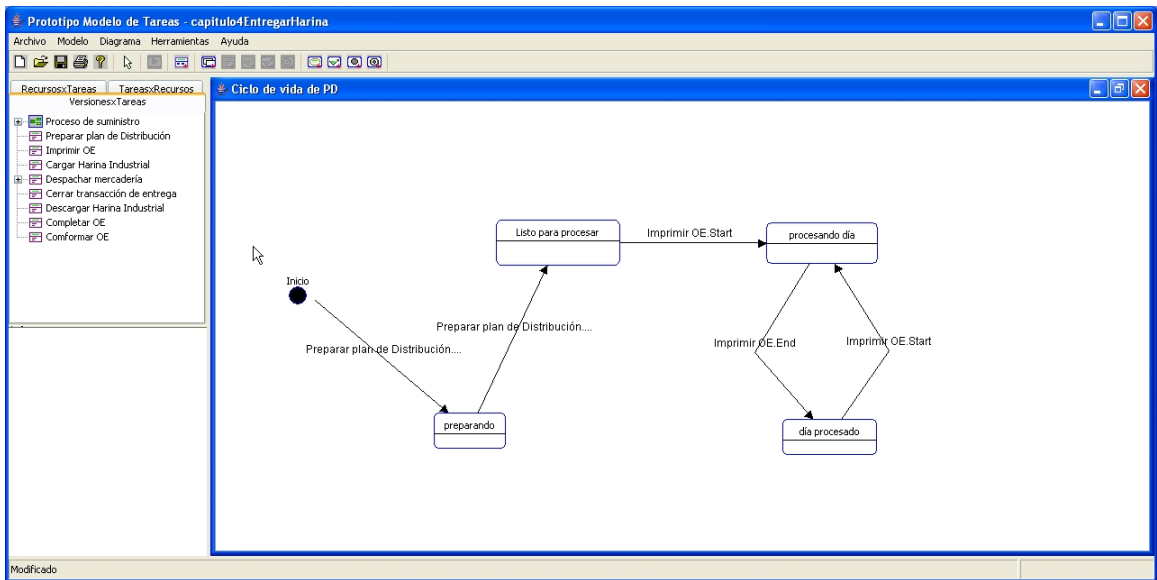 Prototipo Modelo de Tareas - capitulo4EntregarHarina
Archivo Modelo Diagrama Herramientas Ayuda
RecursosxTareas TareasxRecursos
VersionesxTareas
Proceso de suministro
Preparar plan de Distribución
Imprimir OE
Cargar Harina Industrial
Despachar mercadería
Cerrar transacción de entrega
Descargar Harina Industrial
Completar OE
Comformar OE
Ciclo de vida de PD
Listo para procesar
Imprimir OE.Start
procesando día
Inicio
Preparar plan de Distribución....
Preparar plan de Distribución....
Imprimir OE.End
Imprimir OE.Start
preparando
día procesado
Modificado